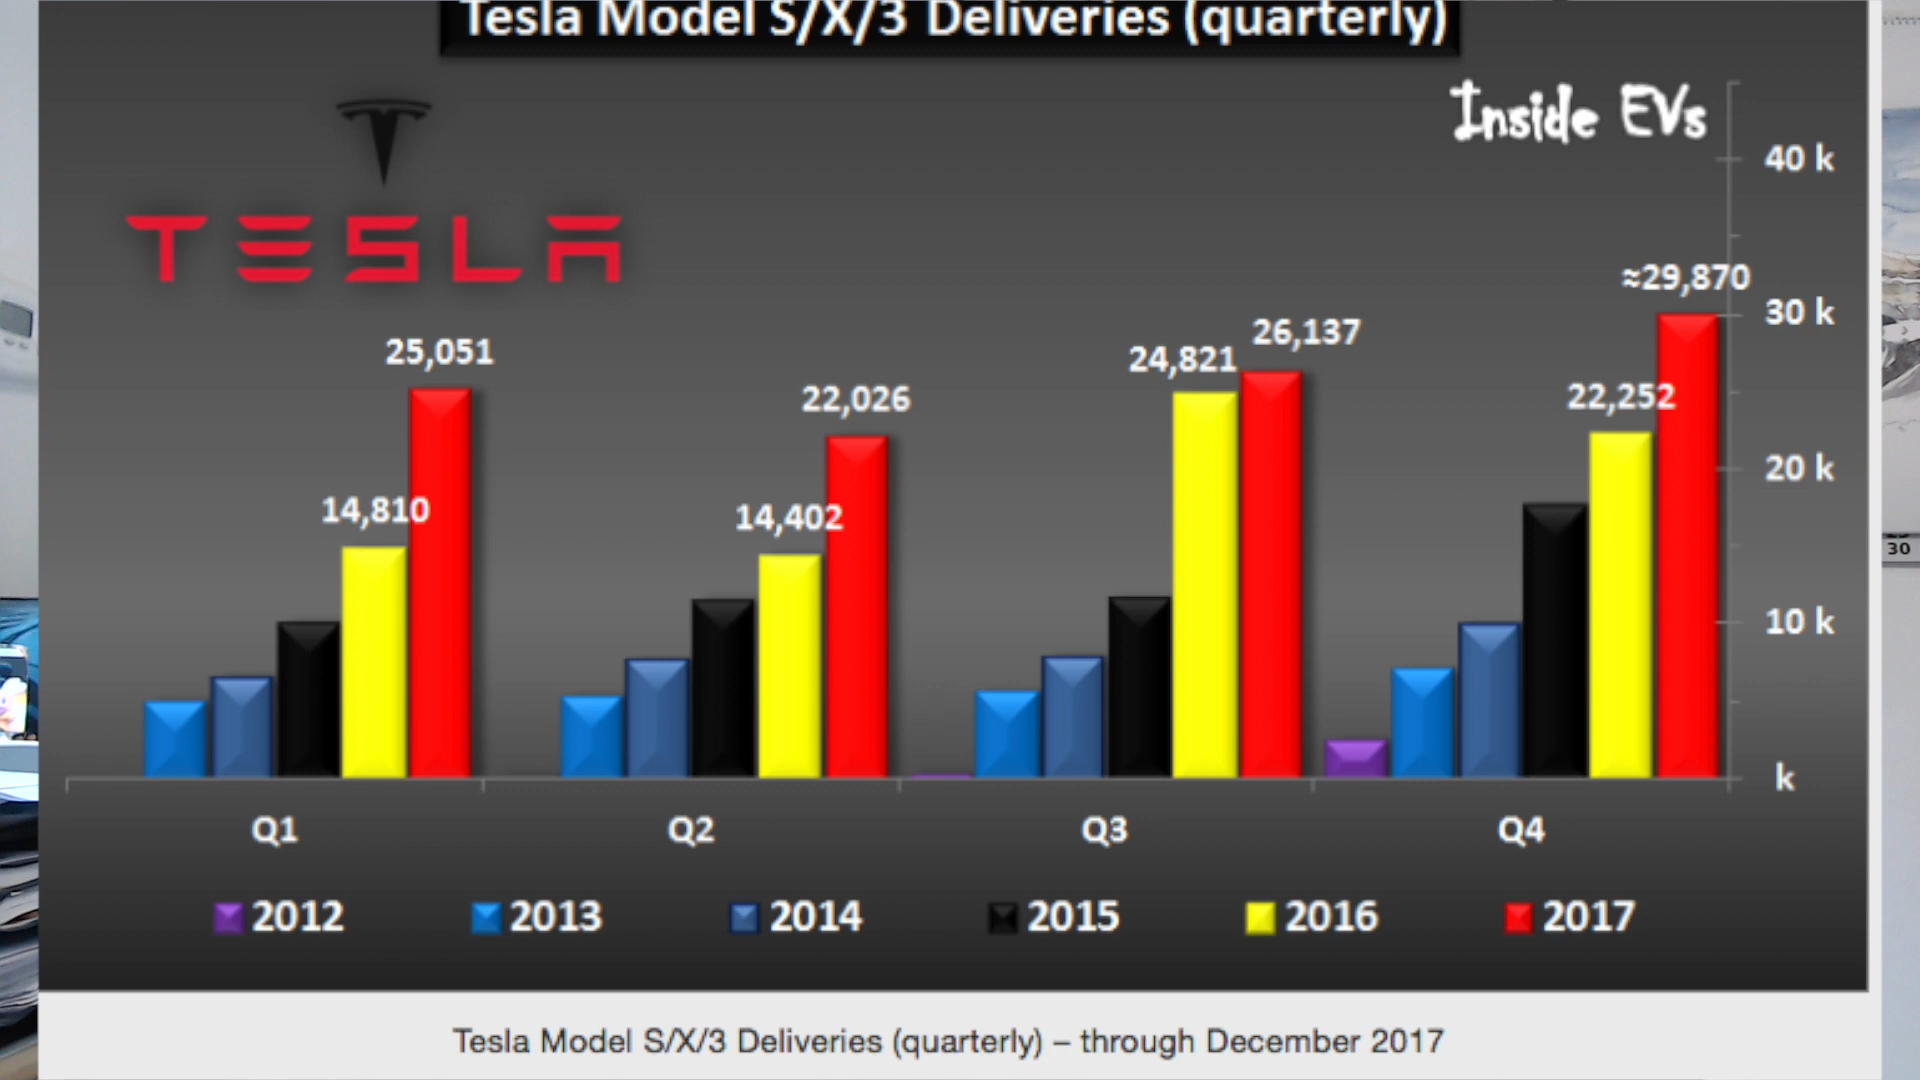 Tesla Model S/X/3 Deliveries (quarterly)
Inside EVs
TESLA
40 k
30 k
20 k
10 k
k
25,051
14,810
22,026
14,402
24,821
26,137
22,252
≈29,870
30
Q1 Q2 Q3 Q4
2012 2013 2014 2015 2016 2017
Tesla Model S/X/3 Deliveries (quarterly) – through December 2017